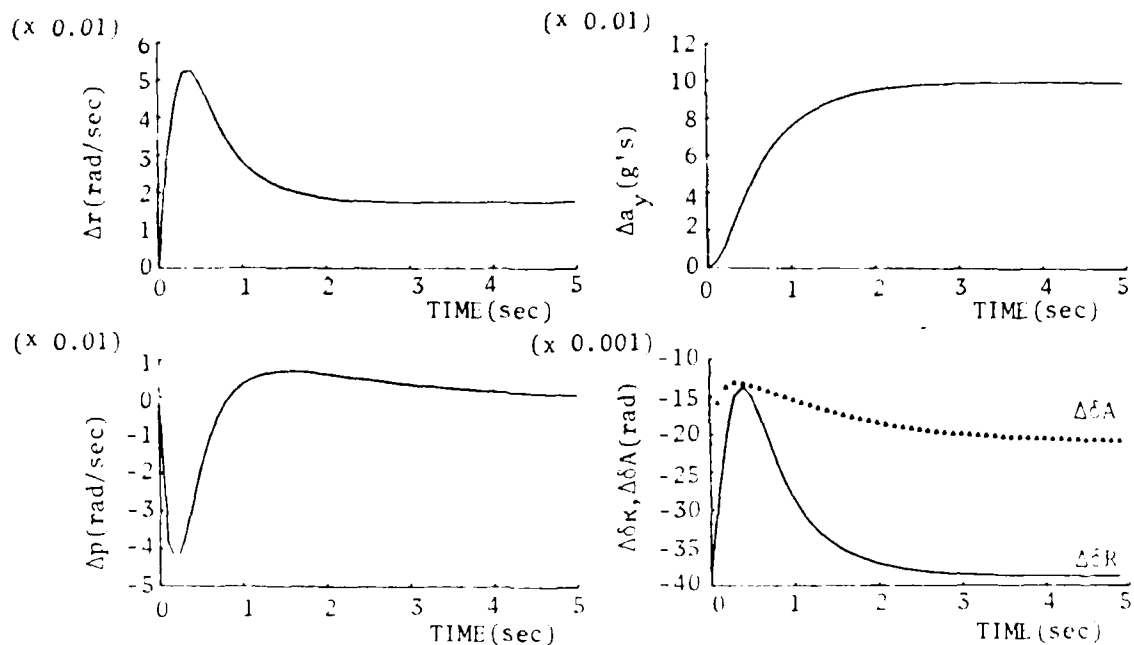 (x 0.01)
Δr(rad/sec)
6
5
4
3
2
1
0
0 1 2 3 4 5
TIME(sec)
(x 0.01)
Δa_y(g's)
12
10
8
6
4
2
0
0 1 2 3 4 5
TIME(sec)
(x 0.01)
Δp(rad/sec)
1
0
-1
-2
-3
-4
-5
0 1 2 3 4 5
TIME(sec)
(x 0.001)
ΔδR,ΔδA(rad)
-10
-15
-20
-25
-30
-35
-40
ΔδA
ΔδR
0 1 2 3 4 5
TIME(sec)